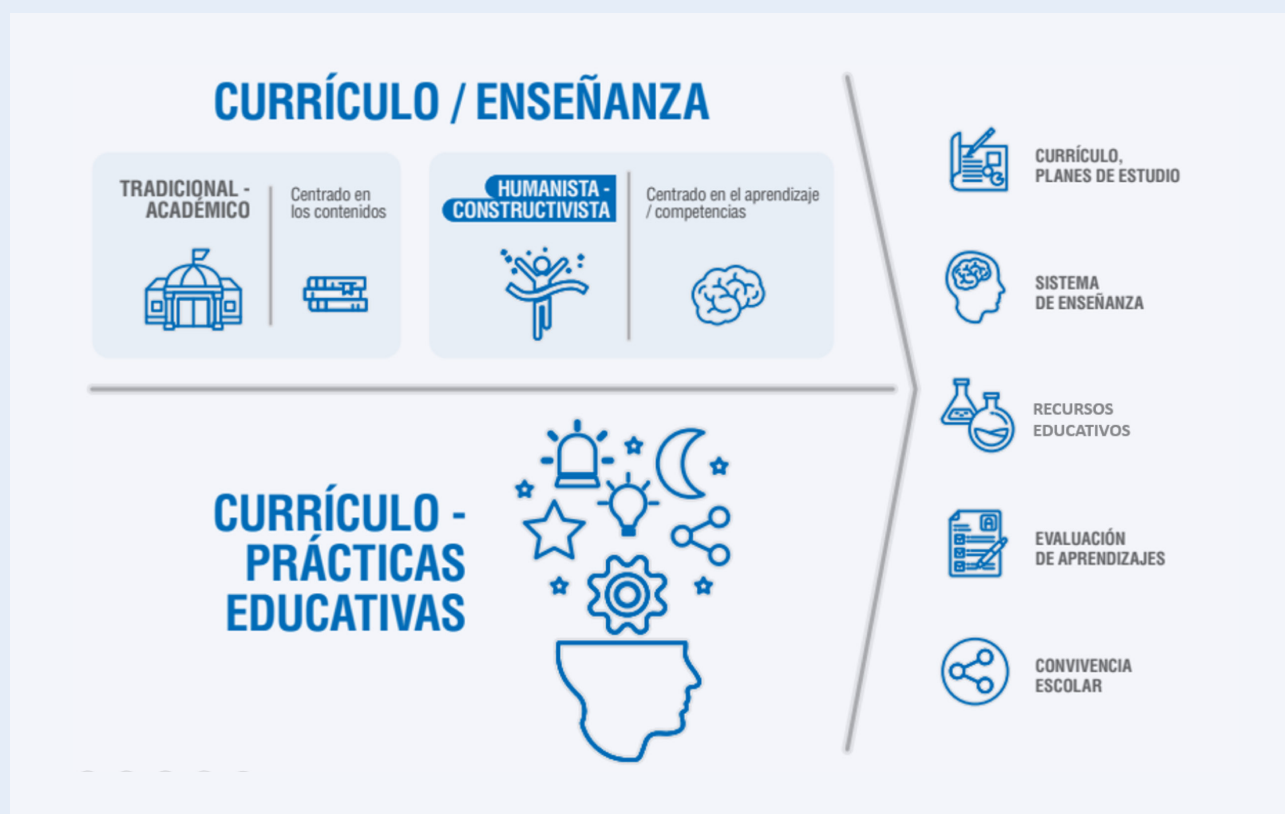 CURRÍCULO / ENSEÑANZA
TRADICIONAL -
ACADÉMICO
Centrado en
los contenidos
HUMANISTA -
CONSTRUCTIVISTA
Centrado en el aprendizaje
/ competencias
CURRÍCULO -
PRÁCTICAS
EDUCATIVAS
CURRÍCULO,
PLANES DE ESTUDIO
SISTEMA
DE ENSEÑANZA
RECURSOS
EDUCATIVOS
EVALUACIÓN
DE APRENDIZAJES
CONVIVENCIA
ESCOLAR